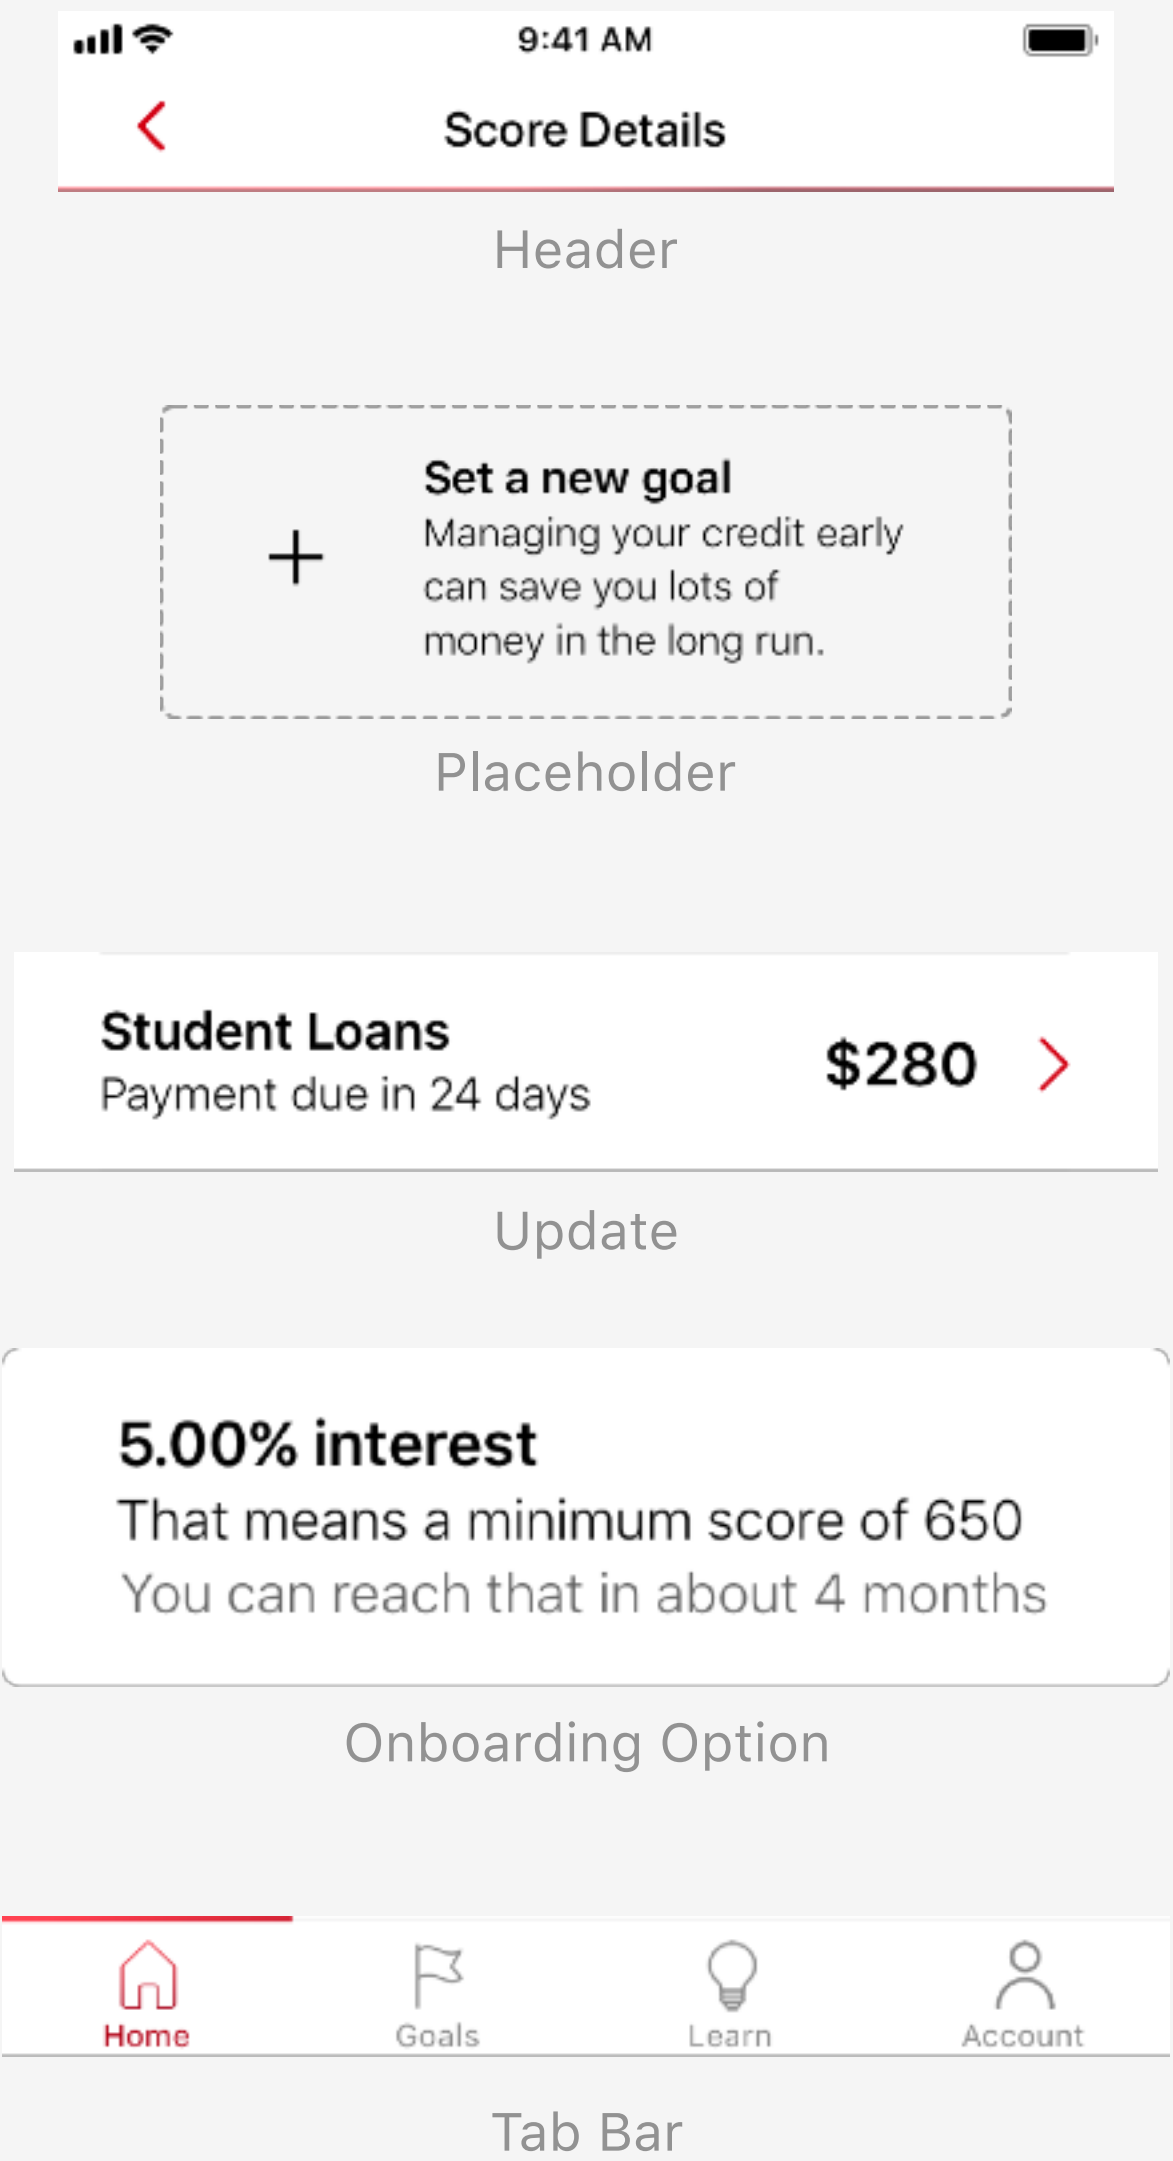 9:41 AM
Score Details
Header
Set a new goal
Managing your credit early
can save you lots of
money in the long run.
Placeholder
Student Loans
Payment due in 24 days
$280
Update
5.00% interest
That means a minimum score of 650
You can reach that in about 4 months
Onboarding Option
Home
Goals
Learn
Account
Tab Bar